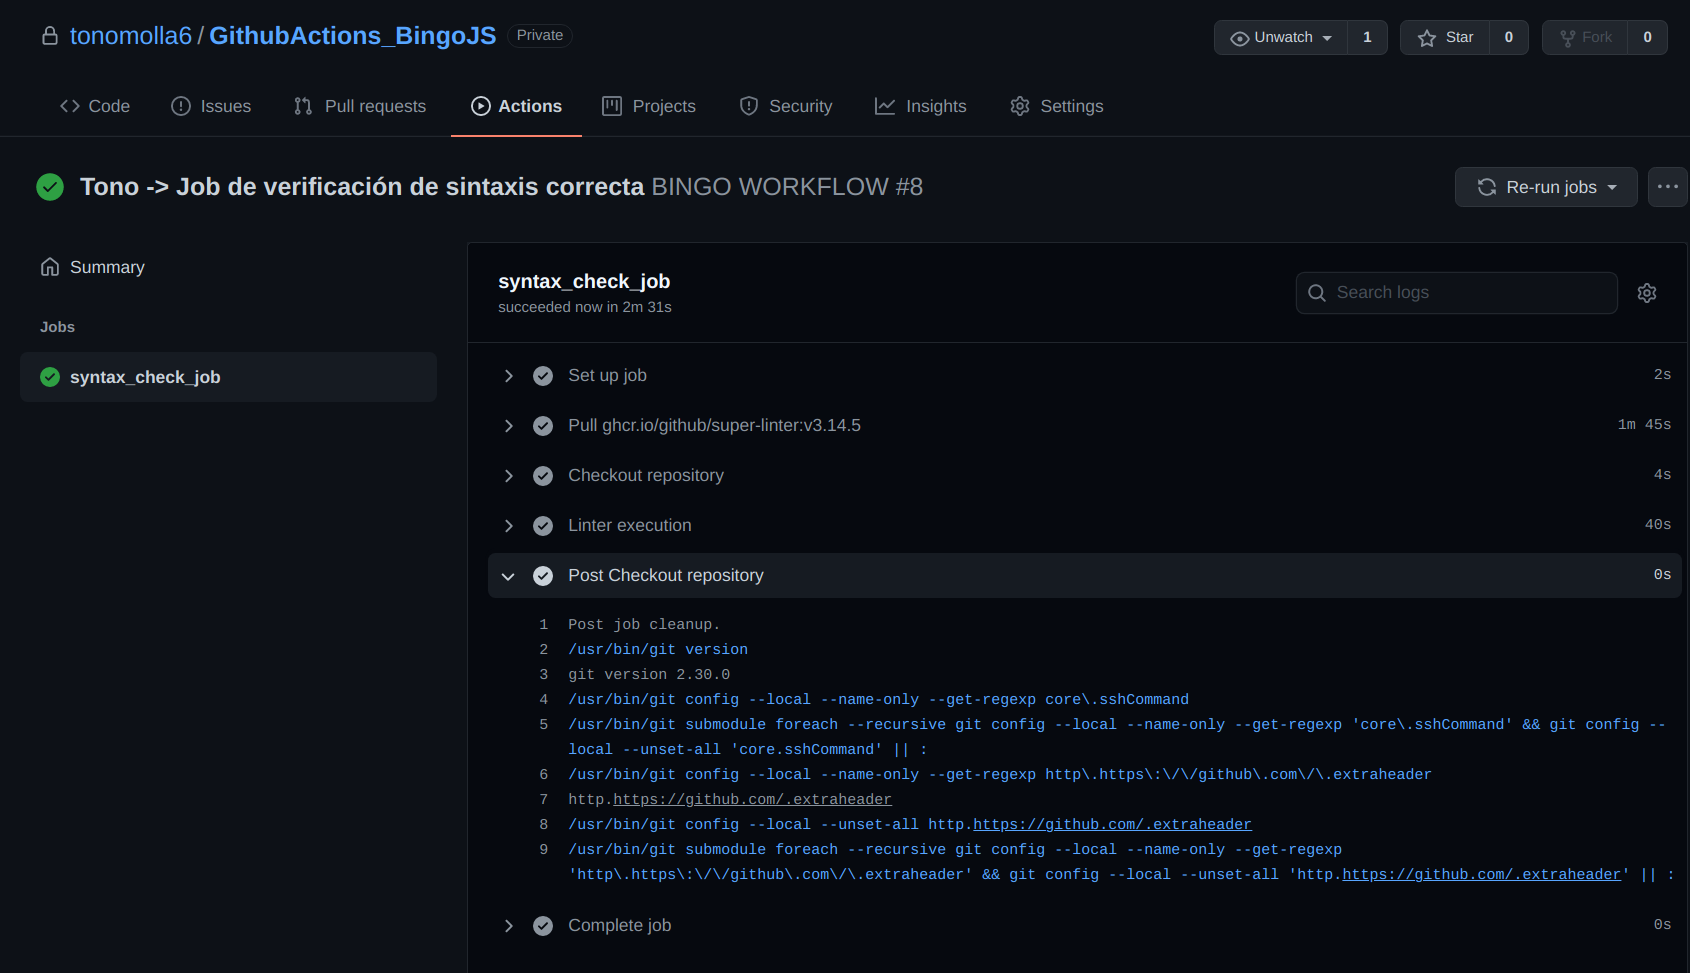 tonomolla6 / GithubActions_BingoJS Private
Unwatch 1 Star 0 Fork 0
Code Issues Pull requests Actions Projects Security Insights Settings
Tono -> Job de verificación de sintaxis correcta BINGO WORKFLOW #8
Re-run jobs
Summary
Jobs
syntax_check_job
syntax_check_job
succeeded now in 2m 31s
Search logs
Set up job 2s
Pull ghcr.io/github/super-linter:v3.14.5 1m 45s
Checkout repository 4s
Linter execution 40s
Post Checkout repository 0s
1 Post job cleanup.
2 /usr/bin/git version
3 git version 2.30.0
4 /usr/bin/git config --local --name-only --get-regexp core\.sshCommand
5 /usr/bin/git submodule foreach --recursive git config --local --name-only --get-regexp 'core\.sshCommand' && git config --
local --unset-all 'core.sshCommand' || :
6 /usr/bin/git config --local --name-only --get-regexp http\.https\:\/\/github\.com\/\.extraheader
7 http.https://github.com/.extraheader
8 /usr/bin/git config --local --unset-all http.https://github.com/.extraheader
9 /usr/bin/git submodule foreach --recursive git config --local --name-only --get-regexp
'http\.https\:\/\/github\.com\/\.extraheader' && git config --local --unset-all 'http.https://github.com/.extraheader' || :
Complete job 0s